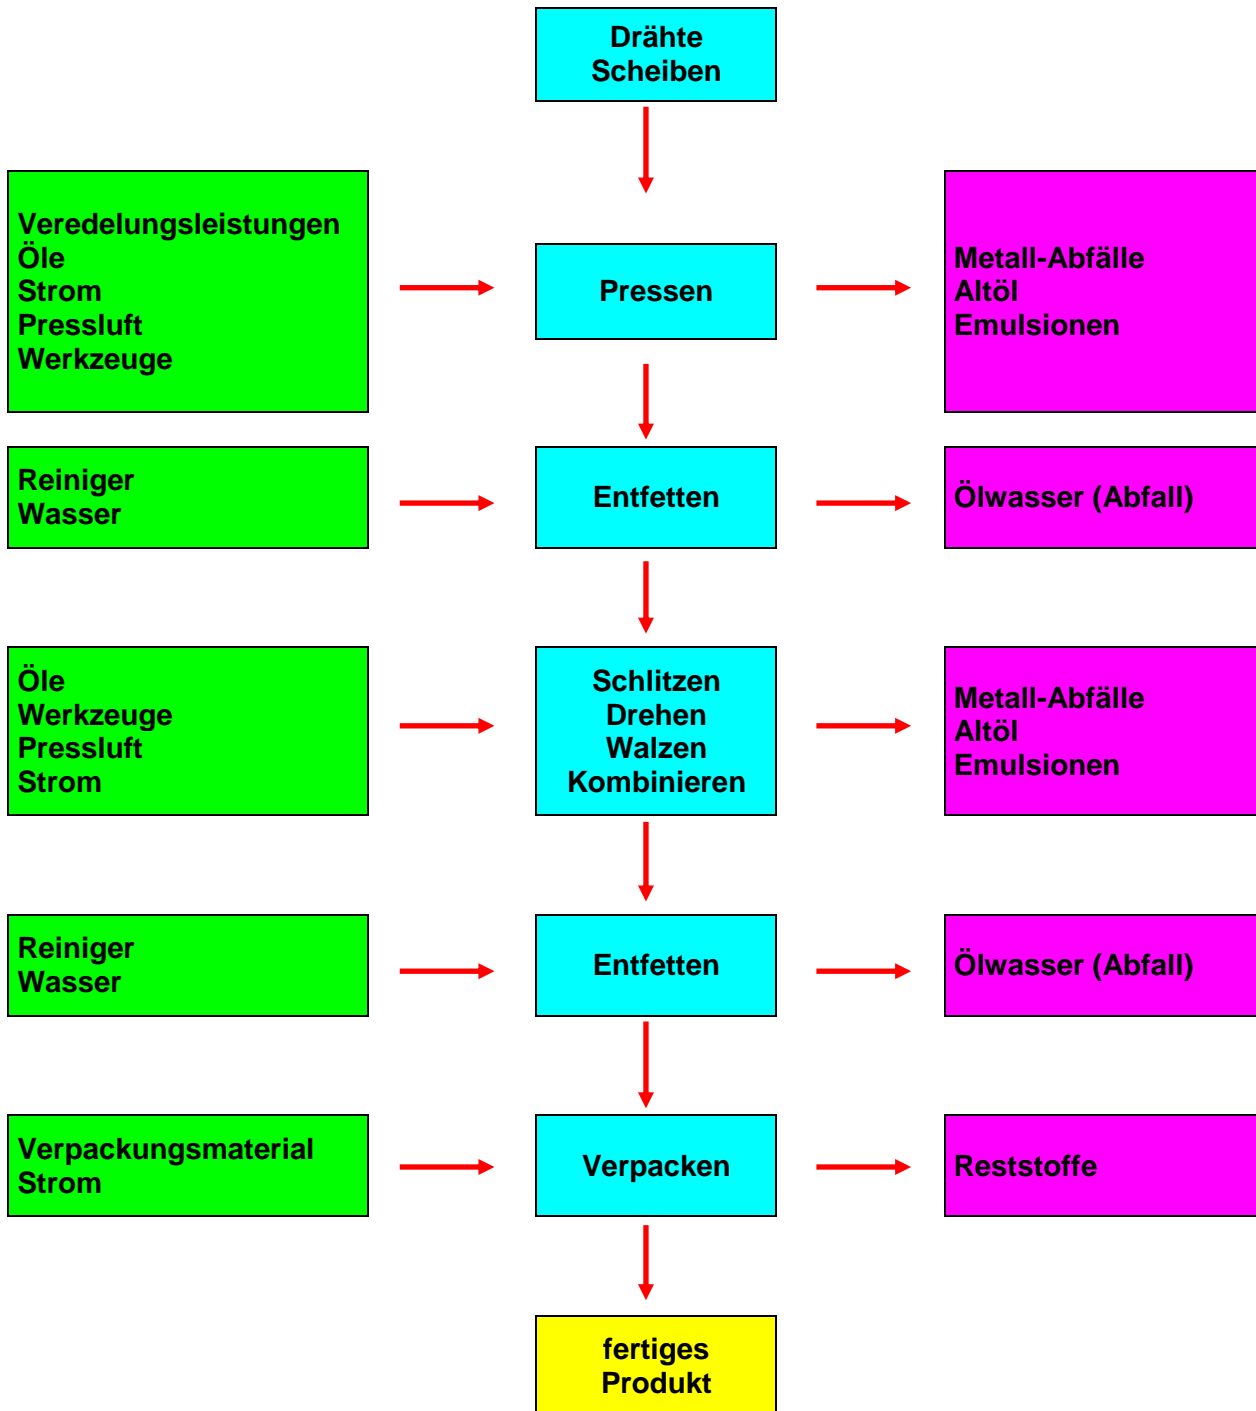 Drähte
Scheiben
Veredelungsleistungen
Öle
Strom
Pressluft
Werkzeuge
Pressen
Metall-Abfälle
Altöl
Emulsionen
Reiniger
Wasser
Entfetten
Ölwasser (Abfall)
Öle
Werkzeuge
Pressluft
Strom
Schlitzen
Drehen
Walzen
Kombinieren
Metall-Abfälle
Altöl
Emulsionen
Reiniger
Wasser
Entfetten
Ölwasser (Abfall)
Verpackungsmaterial
Strom
Verpacken
Reststoffe
fertiges
Produkt